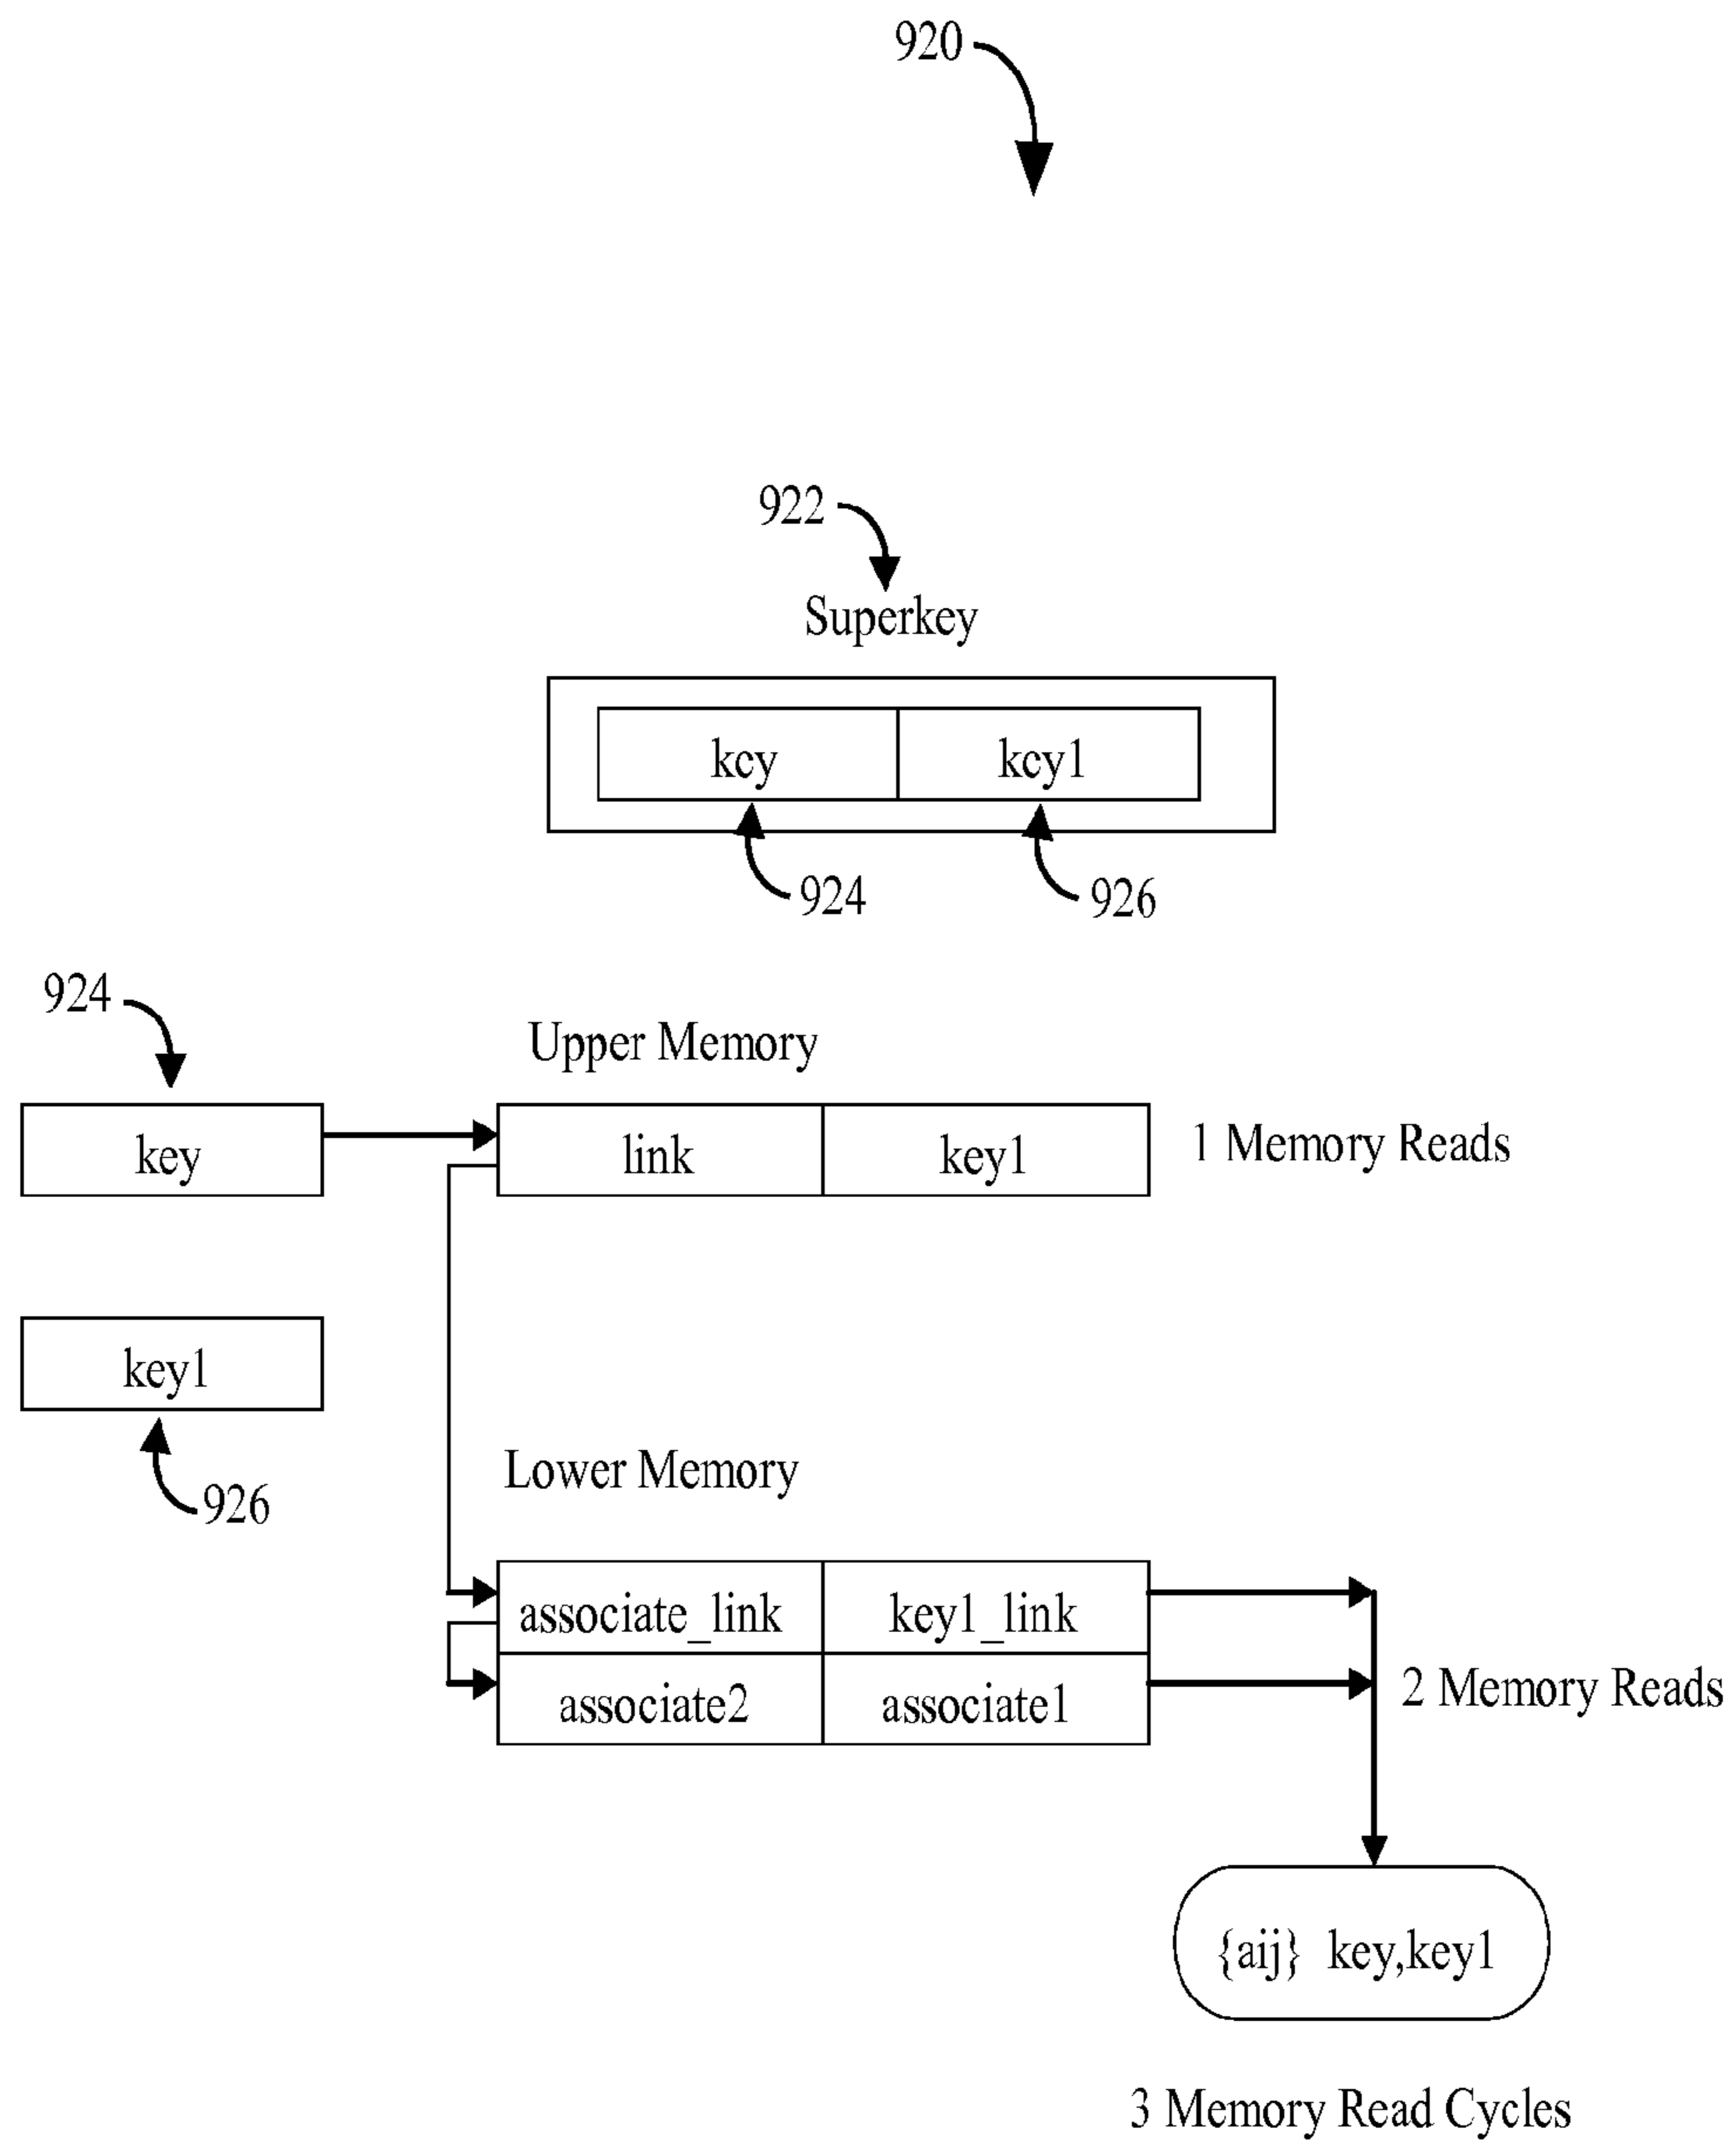 920
922
Superkey
kcy kcy1
924 926
924
Upper Memory
key link key1 1 Memory Reads
key1
926
Lower Memory
associate_link key1_link
associate2 associate1 2 Memory Reads
{aij} key,key1
3 Memory Read Cycles